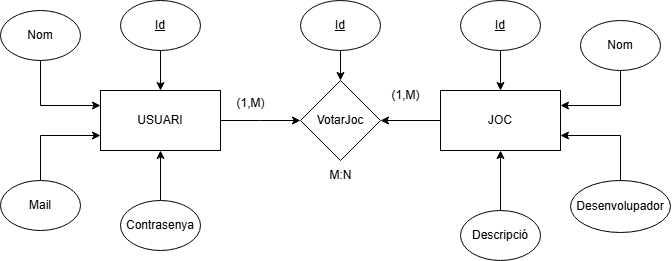 Id
Id
Id
Nom
Nom
(1,M)
(1,M)
USUARI
VotarJoc
JOC
M:N
Mail
Contrasenya
Descripció
Desenvolupador